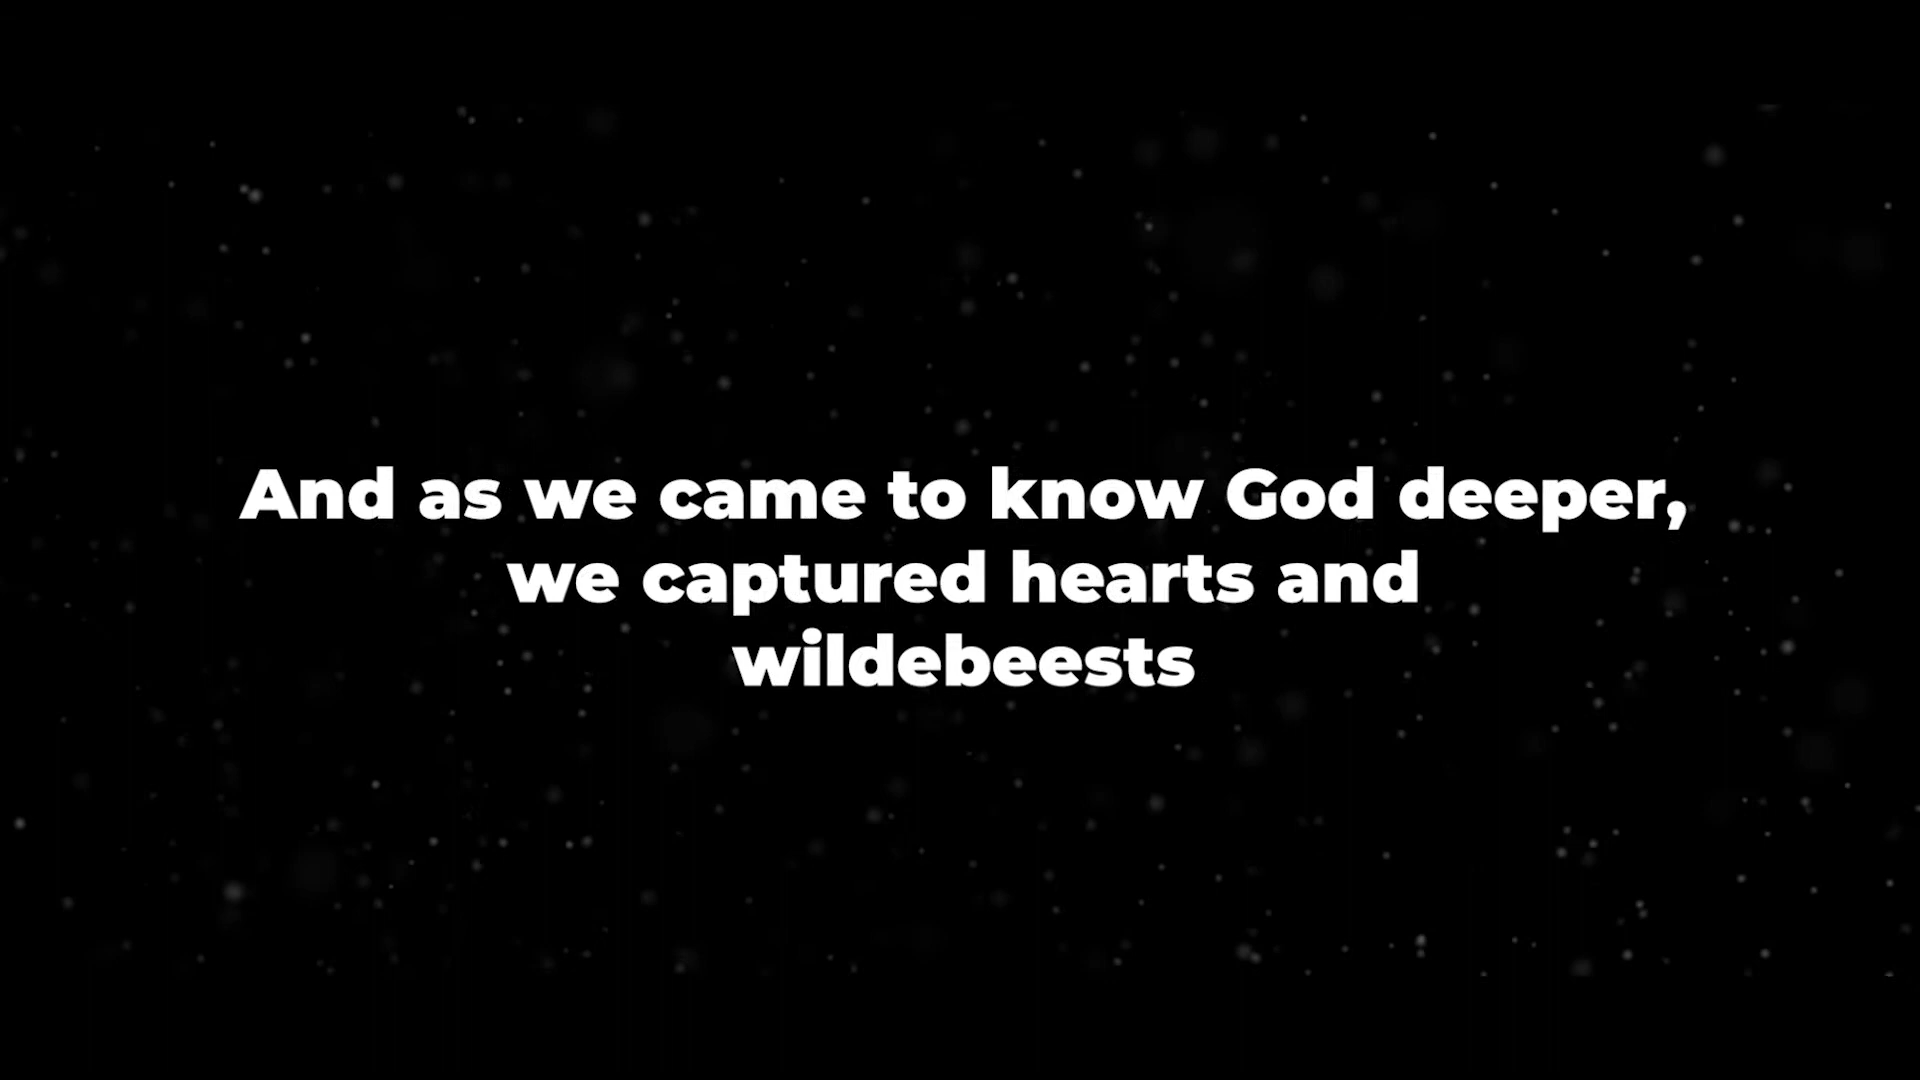 And as we came to know God deeper,
we captured hearts and
wildebeests